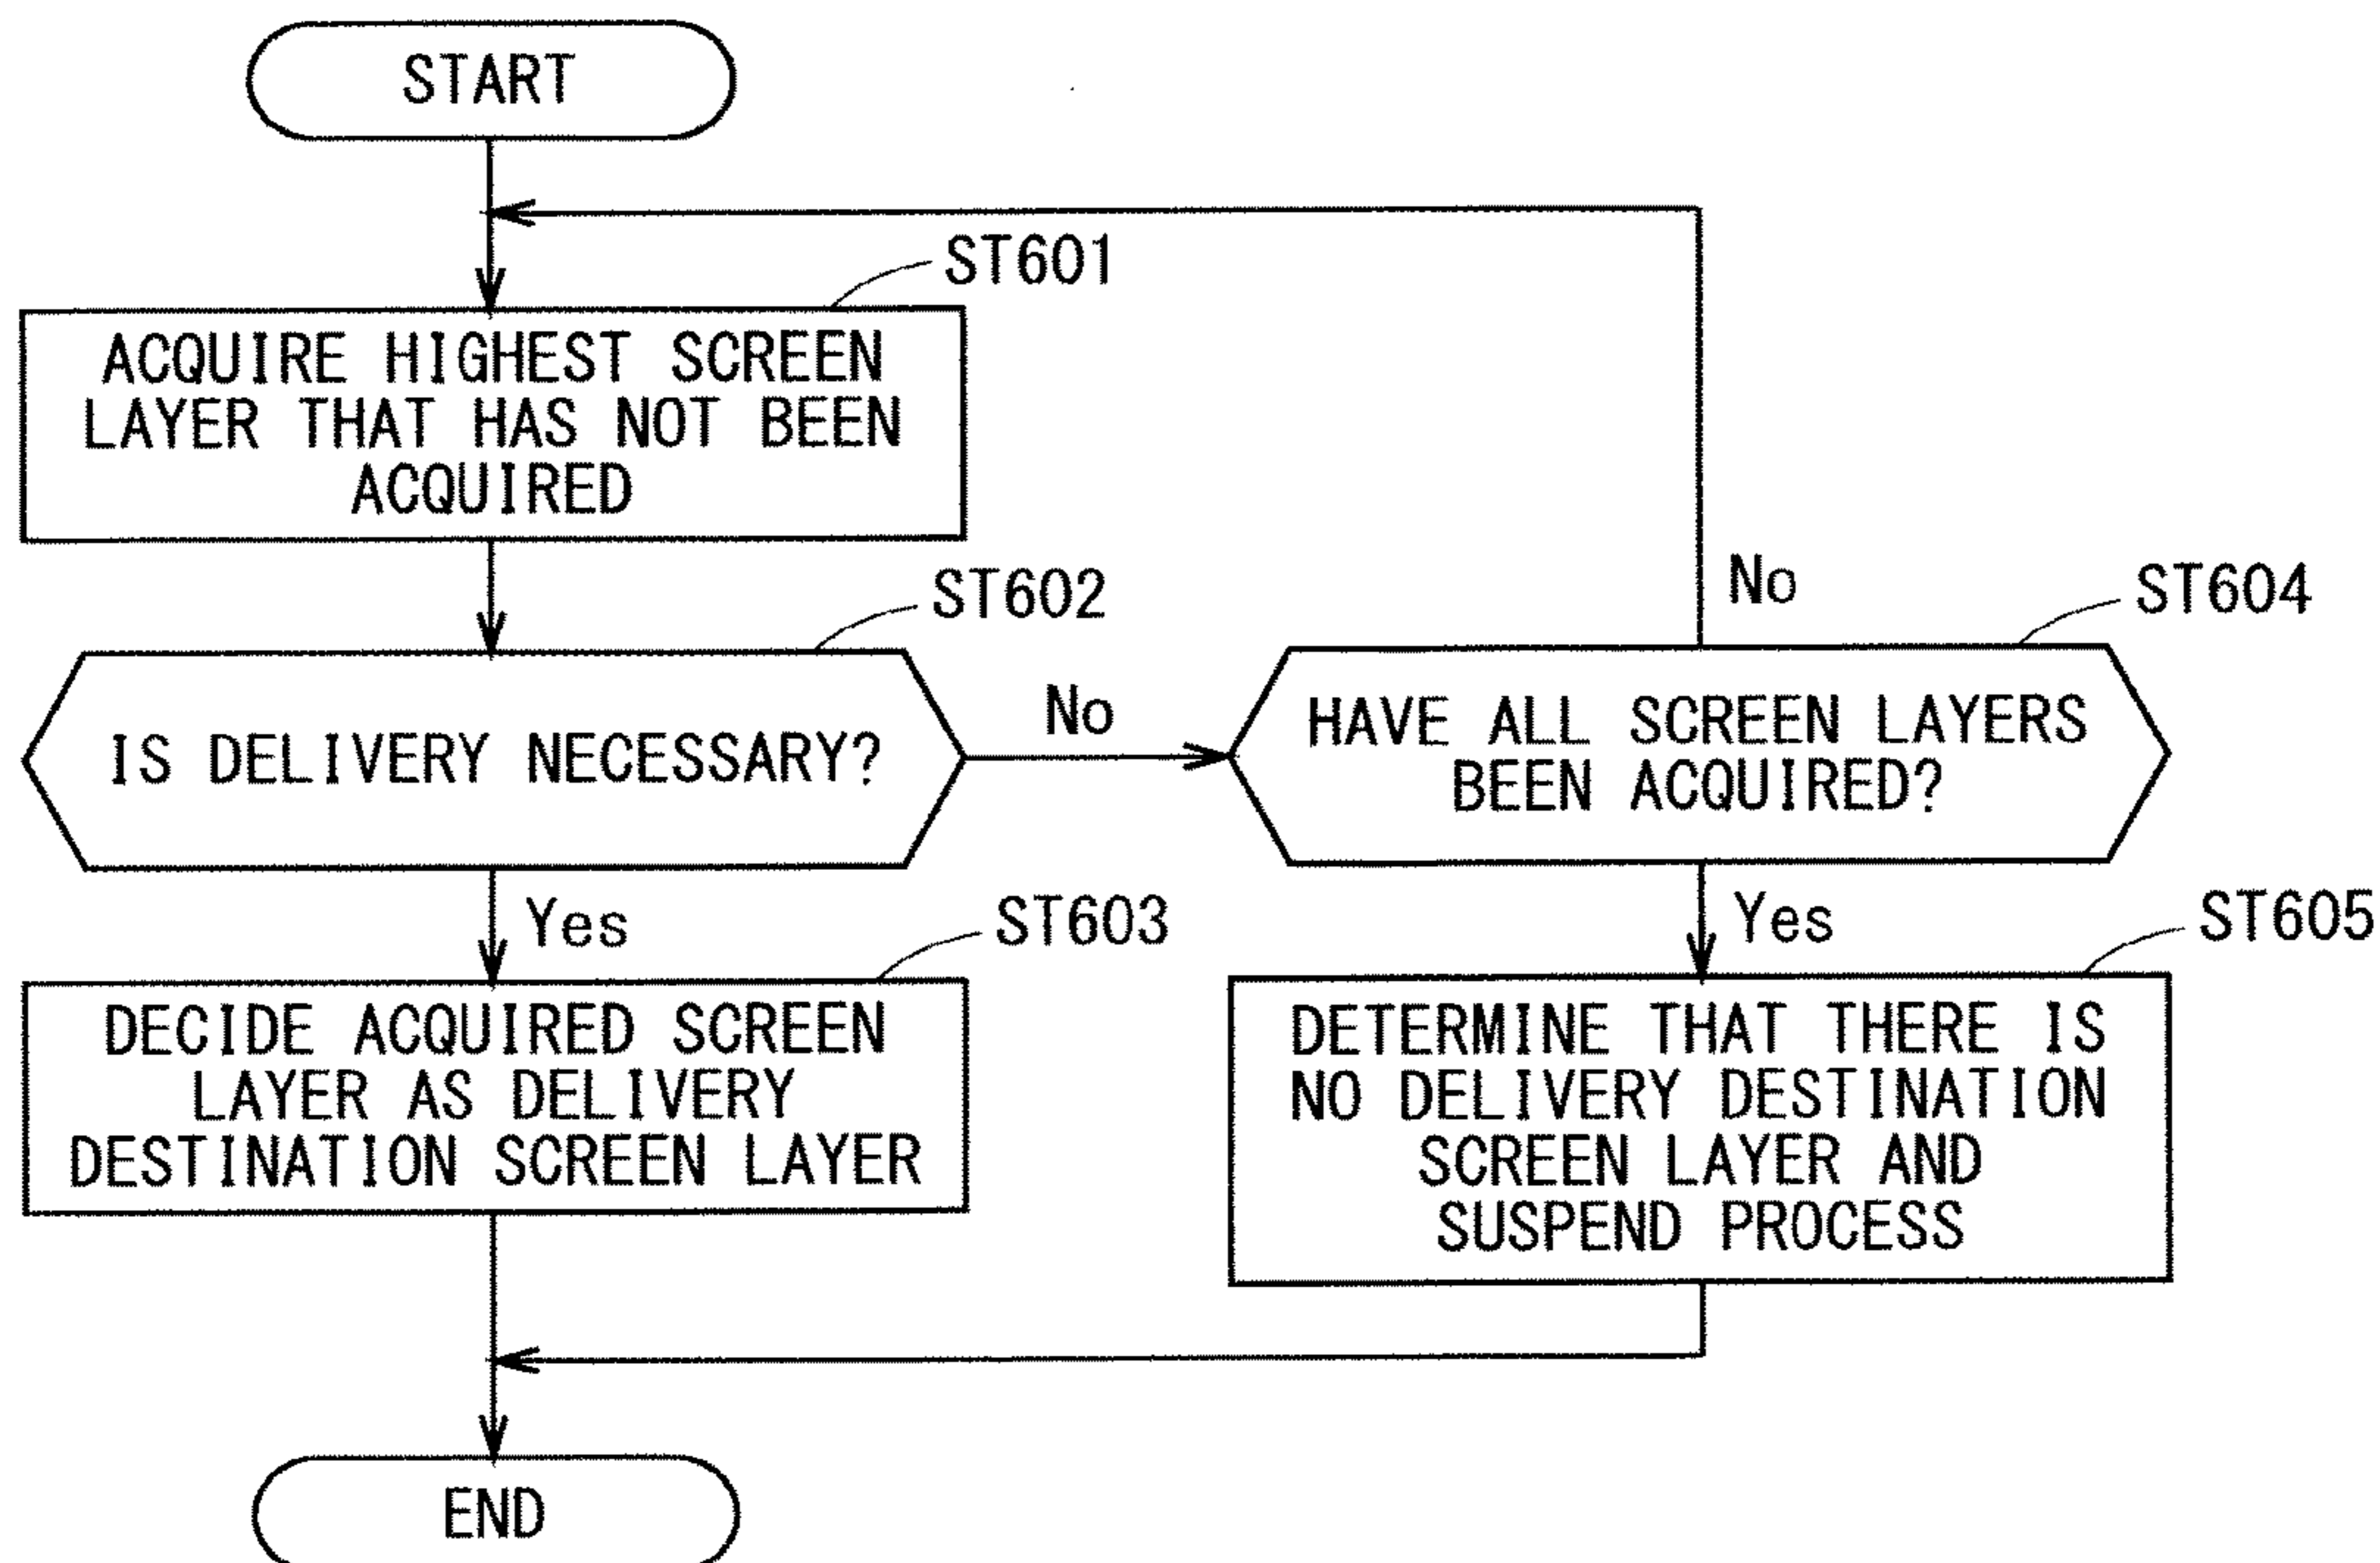 START
ST601
ACQUIRE HIGHEST SCREEN
LAYER THAT HAS NOT BEEN
ACQUIRED
ST602
IS DELIVERY NECESSARY?
No
No
ST604
HAVE ALL SCREEN LAYERS
BEEN ACQUIRED?
Yes
ST603
DECIDE ACQUIRED SCREEN
LAYER AS DELIVERY
DESTINATION SCREEN LAYER
Yes
ST605
DETERMINE THAT THERE IS
NO DELIVERY DESTINATION
SCREEN LAYER AND
SUSPEND PROCESS
END